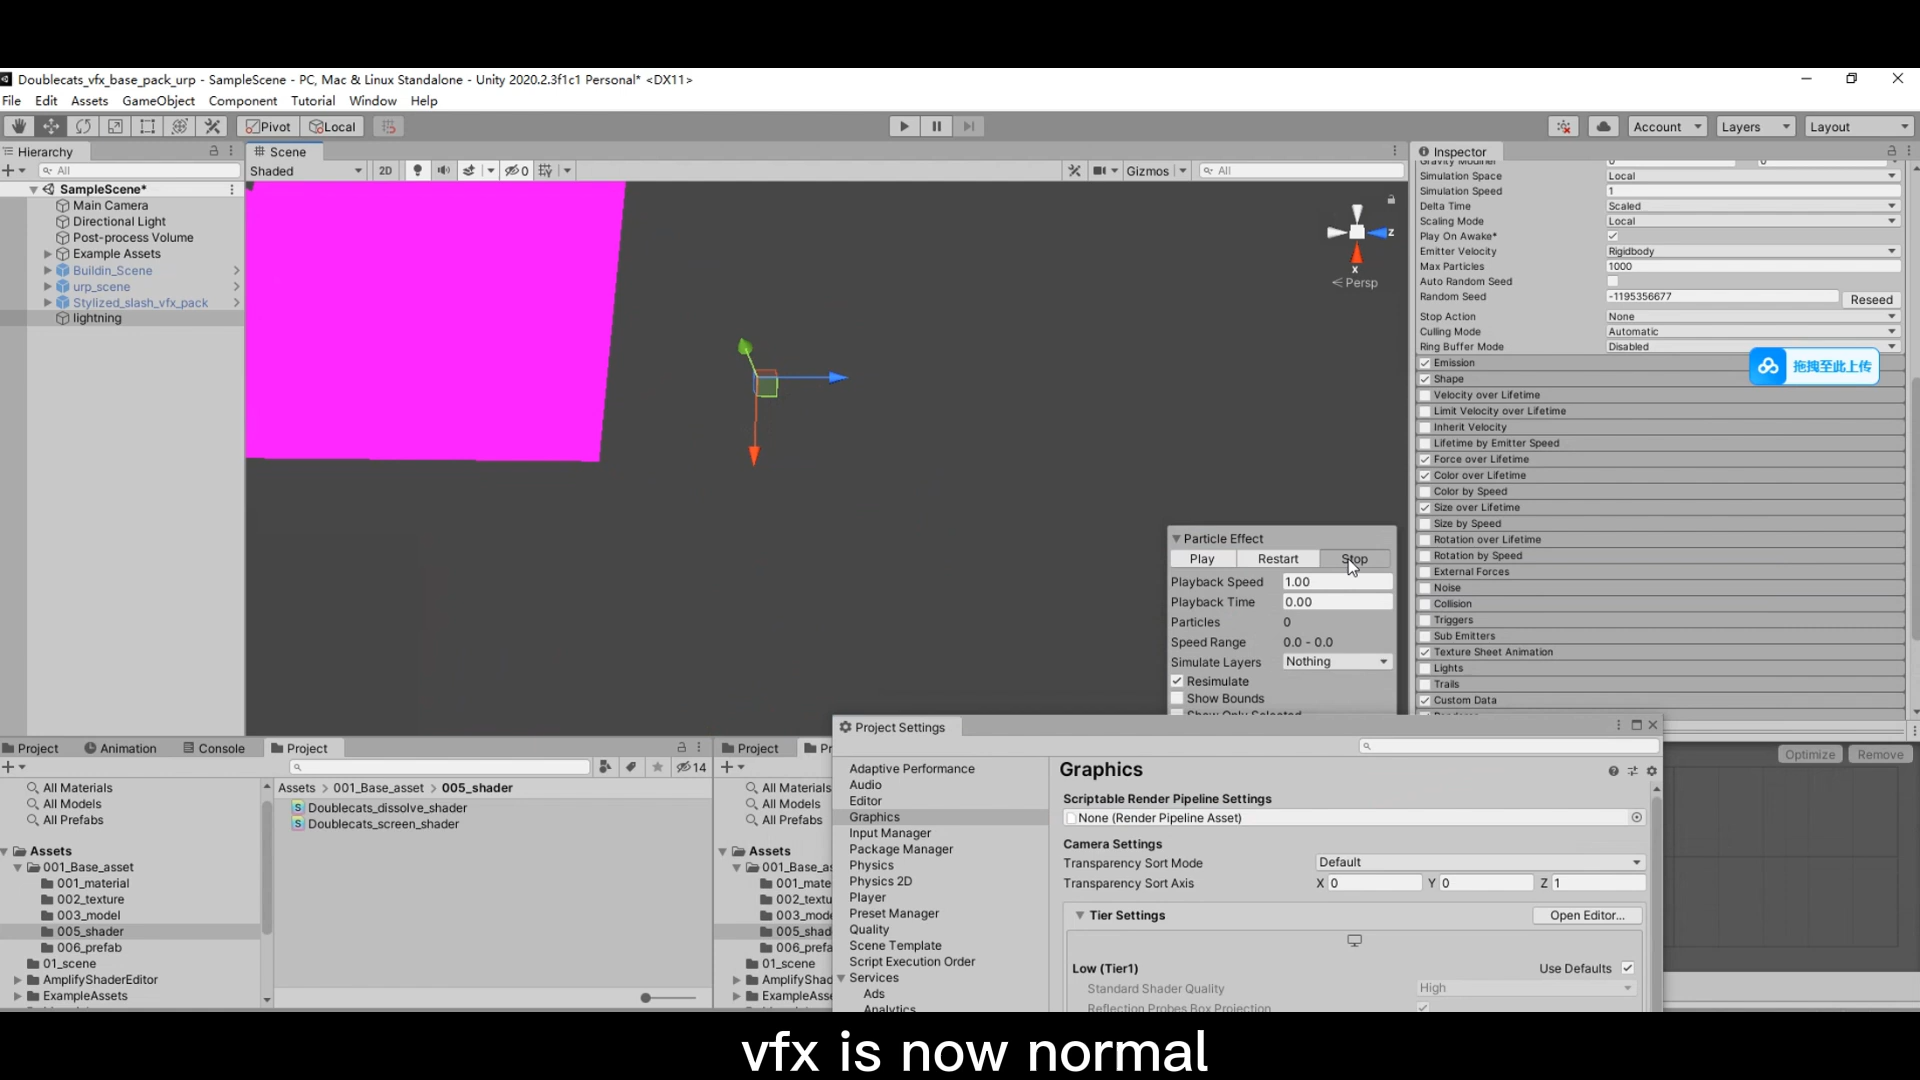 Doublecats_vfx_base_pack_urp - SampleScene - PC, Mac & Linux Standalone - Unity 2020.2.3f1c1 Personal* <DX11>
File Edit Assets GameObject Component Tutorial Window Help
Pivot Local Account Layers Layout
Hierarchy
All
SampleScene*
Main Camera
Directional Light
Post-process Volume
Example Assets
Buildin_Scene
urp_scene
Stylized_slash_vfx_pack
lightning
Scene
Shaded 2D 0 Gizmos All
z
x
Persp
Particle Effect
Play Restart Stop
Playback Speed 1.00
Playback Time 0.00
Particles 0
Speed Range 0.0 - 0.0
Simulate Layers Nothing
Resimulate
Show Bounds
Show Only Selected
Inspector
Gravity Modifier 0 0
Simulation Space Local
Simulation Speed 1
Delta Time Scaled
Scaling Mode Local
Play On Awake*
Emitter Velocity Rigidbody
Max Particles 1000
Auto Random Seed
Random Seed -1195356677 Reseed
Stop Action None
Culling Mode Automatic
Ring Buffer Mode Disabled
拖拽至此上传
Emission
Shape
Velocity over Lifetime
Limit Velocity over Lifetime
Inherit Velocity
Lifetime by Emitter Speed
Force over Lifetime
Color over Lifetime
Color by Speed
Size over Lifetime
Size by Speed
Rotation over Lifetime
Rotation by Speed
External Forces
Noise
Collision
Triggers
Sub Emitters
Texture Sheet Animation
Lights
Trails
Custom Data
Optimize Remove
Project Animation Console Project
14
All Materials
All Models
All Prefabs
Assets
001_Base_asset
001_material
002_texture
003_model
005_shader
006_prefab
01_scene
AmplifyShaderEditor
ExampleAssets
Assets > 001_Base_asset > 005_shader
Doublecats_dissolve_shader
Doublecats_screen_shader
Project Pr
All Materials
All Models
All Prefabs
Assets
001_Base_as
001_mate
002_textu
003_mode
005_shad
006_prefa
01_scene
AmplifySha
ExampleAsse
Project Settings
Adaptive Performance
Audio
Editor
Graphics
Input Manager
Package Manager
Physics
Physics 2D
Player
Preset Manager
Quality
Scene Template
Script Execution Order
Services
Ads
Analytics
Graphics
Scriptable Render Pipeline Settings
None (Render Pipeline Asset)
Camera Settings
Transparency Sort Mode Default
Transparency Sort Axis X 0 Y 0 Z 1
Tier Settings Open Editor...
Low (Tier1) Use Defaults
Standard Shader Quality High
Reflection Probes Box Projection
vfx is now normal